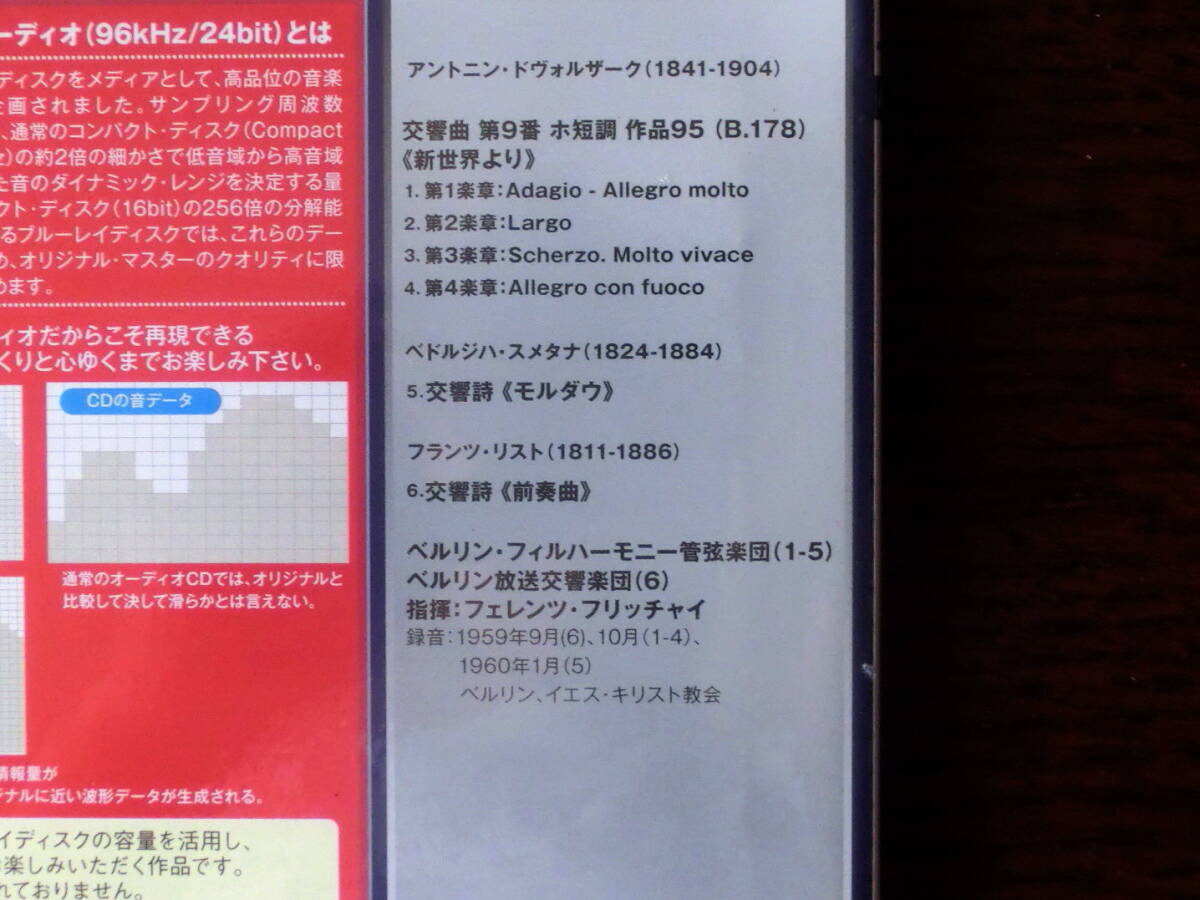 ーディオ(96kHz/24bit)とは
ディスクをメディアとして、高品位の音楽
企画されました。サンプリング周波数
、通常のコンパクト・ディスク(Compact
z)の約2倍の細かさで低音域から高音域
た音のダイナミック・レンジを決定する量
クト・ディスク(16bit)の256倍の分解能
るブルーレイディスクでは、これらのデー
め、オリジナル・マスターのクオリティに限
めます。
ィオだからこそ再現できる
くりと心ゆくまでお楽しみ下さい。
CDの音データ
通常のオーディオCDでは、オリジナルと
比較して決して滑らかとは言えない。
情報量が
ジナルに近い波形データが生成される。
イディスクの容量を活用し、
楽しみいただく作品です。
れておりません。
アントニン・ドヴォルザーク(1841-1904)
交響曲 第9番 ホ短調 作品95 (B.178)
《新世界より》
1. 第1楽章:Adagio - Allegro molto
2. 第2楽章:Largo
3. 第3楽章:Scherzo. Molto vivace
4. 第4楽章:Allegro con fuoco
ベドルジハ・スメタナ(1824-1884)
5. 交響詩《モルダウ》
フランツ・リスト(1811-1886)
6. 交響詩《前奏曲》
ベルリン・フィルハーモニー管弦楽団(1-5)
ベルリン放送交響楽団(6)
指揮:フェレンツ・フリッチャイ
録音:1959年9月(6)、10月(1-4)、
1960年1月(5)
ベルリン、イエス・キリスト教会